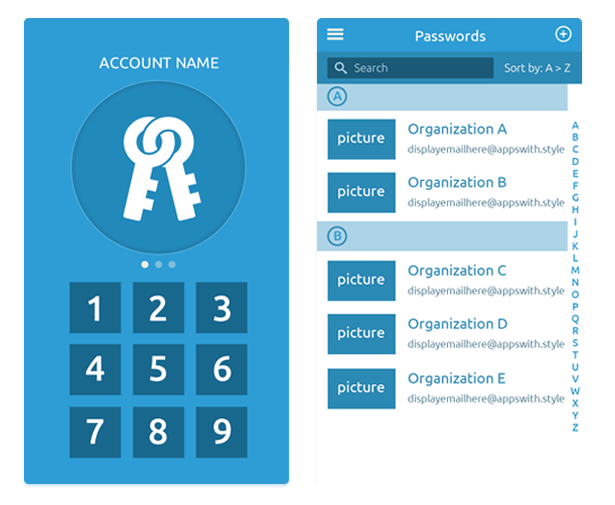 ACCOUNT NAME
1 2 3
4 5 6
7 8 9
Passwords
Search
Sort by: A > Z
A
picture
Organization A
displayemailhere@appswith.style
picture
Organization B
displayemailhere@appswith.style
B
picture
Organization C
displayemailhere@appswith.style
picture
Organization D
displayemailhere@appswith.style
picture
Organization E
displayemailhere@appswith.style
A
B
C
D
E
F
G
H
I
J
K
L
M
N
O
P
Q
R
S
T
U
V
W
X
Y
Z